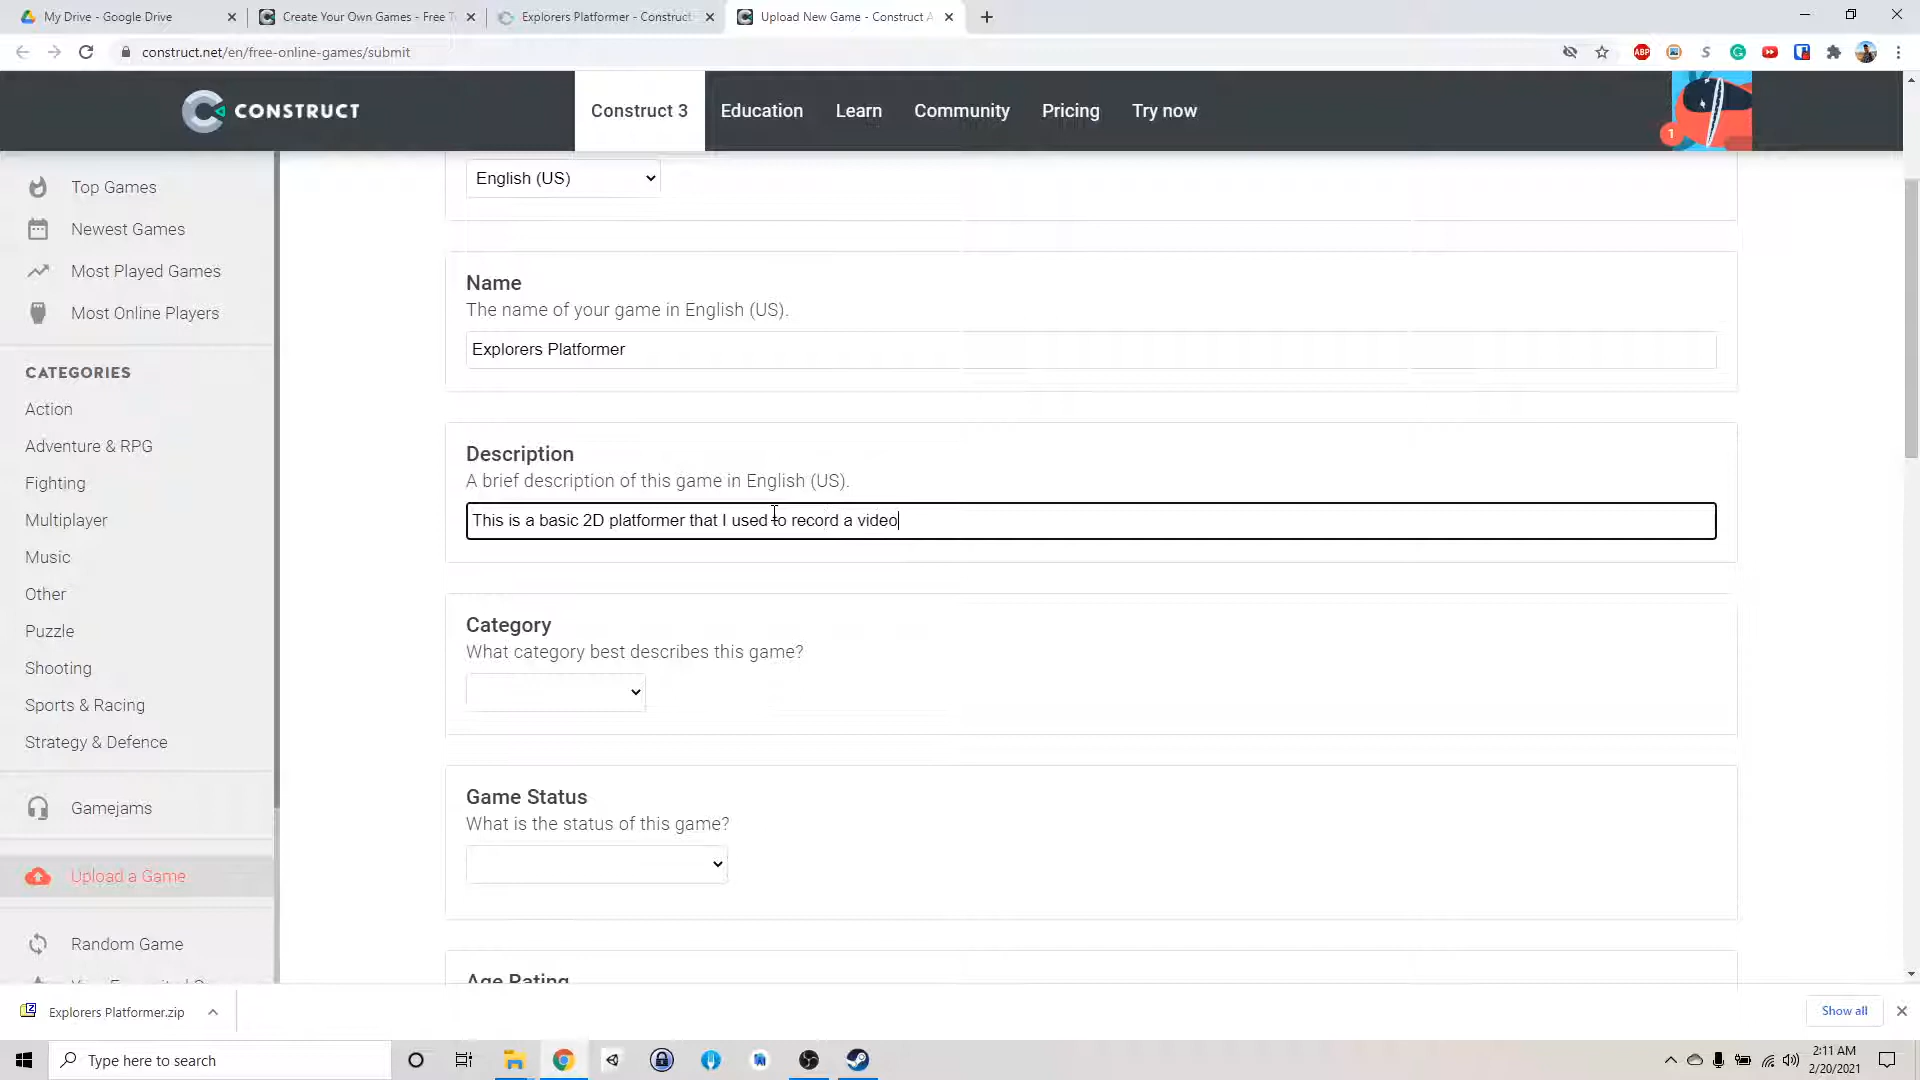 My Drive - Google Drive
Create Your Own Games - Free T
Explorers Platformer - Construct
Upload New Game - Construct A
construct.net/en/free-online-games/submit
ABP
CONSTRUCT
Construct 3
Education
Learn
Community
Pricing
Try now
1
Top Games
Newest Games
Most Played Games
Most Online Players
CATEGORIES
Action
Adventure & RPG
Fighting
Multiplayer
Music
Other
Puzzle
Shooting
Sports & Racing
Strategy & Defence
Gamejams
Upload a Game
Random Game
English (US)
Name
The name of your game in English (US).
Explorers Platformer
Description
A brief description of this game in English (US).
This is a basic 2D platformer that I used to record a video
Category
What category best describes this game?
Game Status
What is the status of this game?
Age Rating
Explorers Platformer.zip
Show all
Type here to search
2:11 AM
2/20/2021